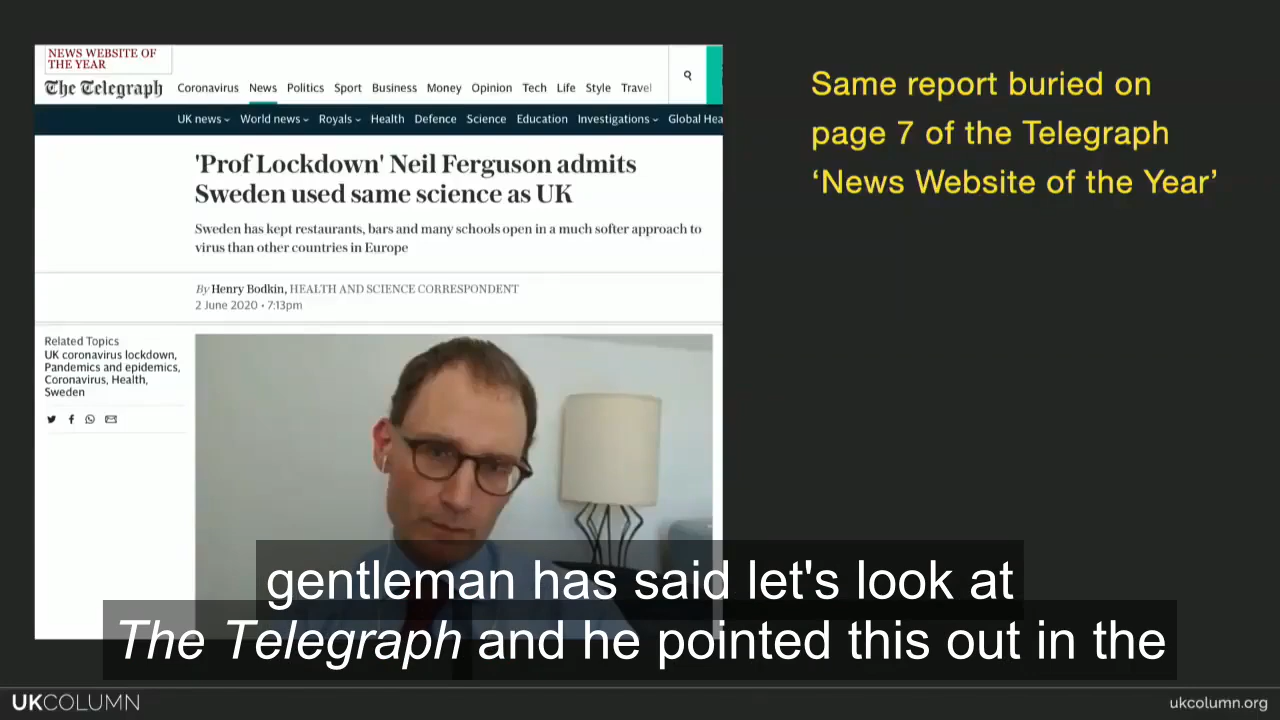 NEWS WEBSITE OF
THE YEAR
The Telegraph
Coronavirus News Politics Sport Business Money Opinion Tech Life Style Travel
UK news World news Royals Health Defence Science Education Investigations Global Hea
'Prof Lockdown' Neil Ferguson admits
Sweden used same science as UK
Sweden has kept restaurants, bars and many schools open in a much softer approach to
virus than other countries in Europe
By Henry Bodkin, HEALTH AND SCIENCE CORRESPONDENT
2 June 2020 • 7:13pm
Related Topics
UK coronavirus lockdown,
Pandemics and epidemics,
Coronavirus, Health,
Sweden
Same report buried on
page 7 of the Telegraph
‘News Website of the Year’
gentleman has said let's look at
The Telegraph and he pointed this out in the
UKCOLUMN
ukcolumn.org